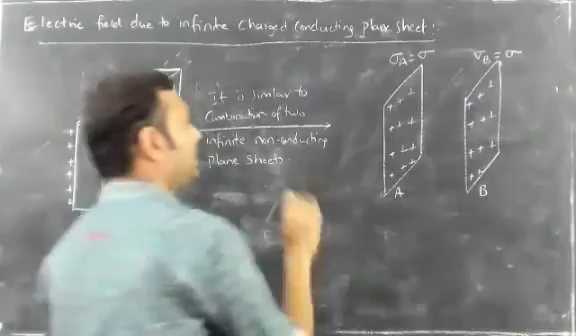 Electric field due to infinite charged conducting plane sheet:
σA = σ
σB = σ
It is similar to
Combination of two
infinite non-conducting
plane sheets.
+ +
+ +
+ +
+ +
+
+
+
+
+
+
+ + +
+ + +
+ + +
+ + +
E
A
B